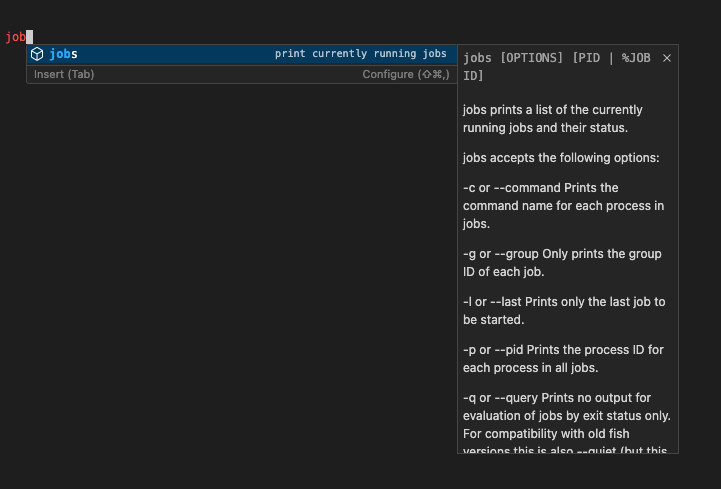 job
jobs print currently running jobs
Insert (Tab) Configure (⇧⌘,)
jobs [OPTIONS] [PID | %JOB
ID]
jobs prints a list of the currently
running jobs and their status.
jobs accepts the following options:
-c or --command Prints the
command name for each process in
jobs.
-g or --group Only prints the group
ID of each job.
-l or --last Prints only the last job to
be started.
-p or --pid Prints the process ID for
each process in all jobs.
-q or --query Prints no output for
evaluation of jobs by exit status only.
For compatibility with old fish
versions this is also --quiet (but this